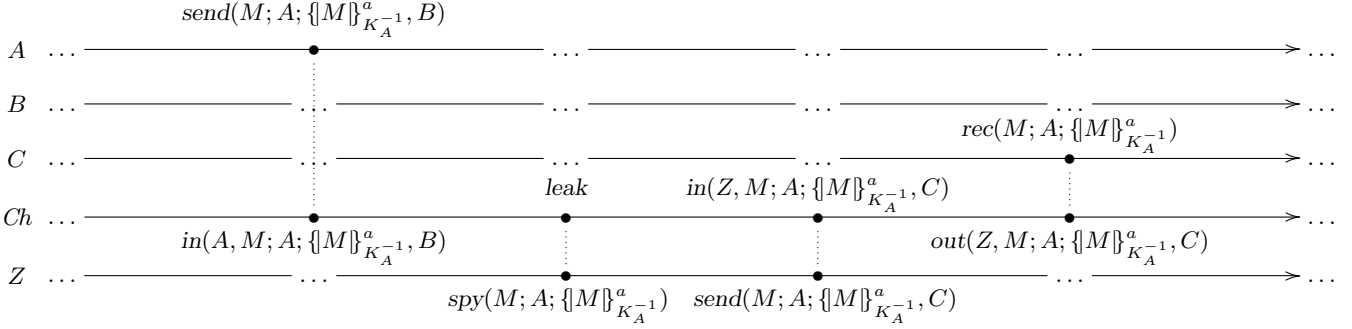 send(M; A; {|M|}^a_{K_A^{-1}}, B)
A … … … … …
B … … … … …
rec(M; A; {|M|}^a_{K_A^{-1}})
C … … … …
leak in(Z, M; A; {|M|}^a_{K_A^{-1}}, C)
Ch … …
in(A, M; A; {|M|}^a_{K_A^{-1}}, B) out(Z, M; A; {|M|}^a_{K_A^{-1}}, C)
Z … … … …
spy(M; A; {|M|}^a_{K_A^{-1}}) send(M; A; {|M|}^a_{K_A^{-1}}, C)